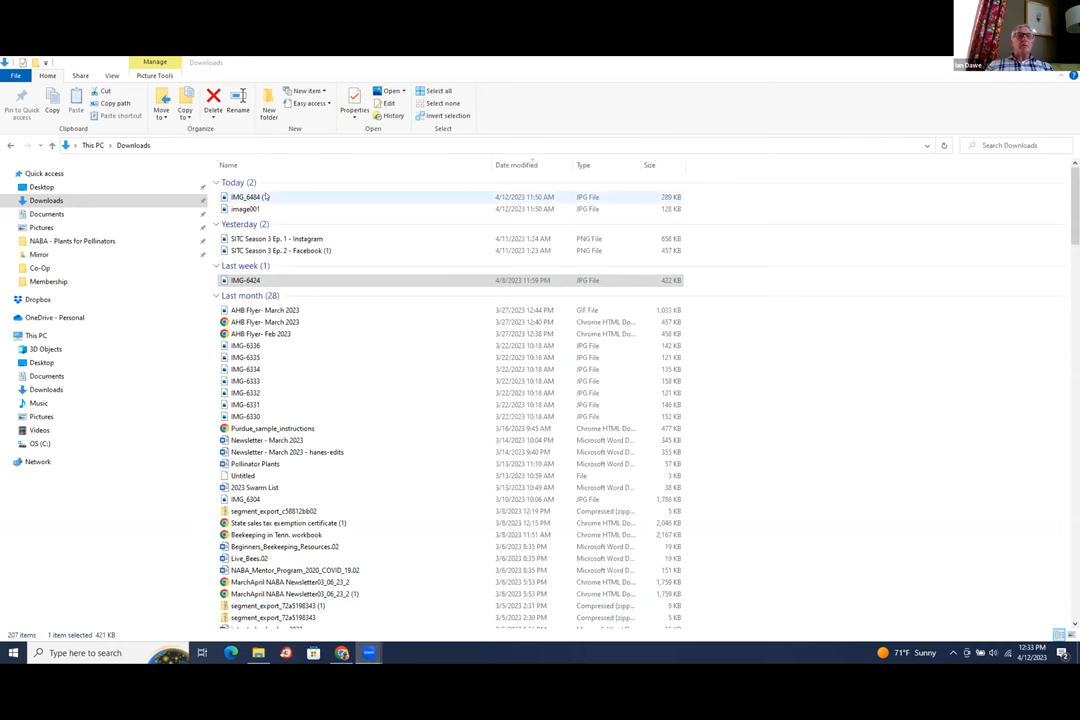 Ian Dawe
Manage
Downloads
File
Home
Share
View
Picture Tools
Pin to Quick access
Copy
Paste
Cut
Copy path
Paste shortcut
Clipboard
Move to
Copy to
Delete
Rename
Organize
New folder
New item
Easy access
New
Properties
Open
Edit
History
Open
Select all
Select none
Invert selection
Select
This PC > Downloads
Search Downloads
Name Date modified Type Size
Quick access
Desktop
Downloads
Documents
Pictures
NABA - Plants for Pollinators
Mirror
Co-Op
Membership
Dropbox
OneDrive - Personal
This PC
3D Objects
Desktop
Documents
Downloads
Music
Pictures
Videos
OS (C:)
Network
Today (2)
IMG_6484 (1) 4/12/2023 11:50 AM JPG File 289 KB
image001 4/12/2023 11:50 AM JPG File 128 KB
Yesterday (2)
SITC Season 3 Ep. 1 - Instagram 4/11/2023 1:24 AM PNG File 658 KB
SITC Season 3 Ep. 2 - Facebook (1) 4/11/2023 1:23 AM PNG File 457 KB
Last week (1)
IMG-6424 4/8/2023 11:59 PM JPG File 422 KB
Last month (28)
AHB Flyer- March 2023 3/27/2023 12:44 PM GIF File 1,033 KB
AHB Flyer- March 2023 3/27/2023 12:40 PM Chrome HTML Do... 457 KB
AHB Flyer- Feb 2023 3/27/2023 12:38 PM Chrome HTML Do... 458 KB
IMG-6336 3/22/2023 10:18 AM JPG File 142 KB
IMG-6335 3/22/2023 10:18 AM JPG File 121 KB
IMG-6334 3/22/2023 10:18 AM JPG File 135 KB
IMG-6333 3/22/2023 10:18 AM JPG File 158 KB
IMG-6332 3/22/2023 10:18 AM JPG File 121 KB
IMG-6331 3/22/2023 10:18 AM JPG File 146 KB
IMG-6330 3/22/2023 10:18 AM JPG File 152 KB
Purdue_sample_instructions 3/16/2023 9:45 AM Chrome HTML Do... 477 KB
Newsletter - March 2023 3/14/2023 10:04 PM Microsoft Word D... 345 KB
Newsletter - March 2023 - hanes-edits 3/14/2023 9:40 PM Microsoft Word D... 355 KB
Pollinator Plants 3/13/2023 11:10 AM Microsoft Word D... 57 KB
Untitled 3/13/2023 10:59 AM File 3 KB
2023 Swarm List 3/13/2023 10:49 AM Microsoft Word D... 38 KB
IMG_6304 3/10/2023 10:06 AM JPG File 1,786 KB
segment_export_c58812bb02 3/8/2023 12:19 PM Compressed (zipp... 5 KB
State sales tax exemption certificate (1) 3/8/2023 12:15 PM Chrome HTML Do... 2,046 KB
Beekeeping in Tenn. workbook 3/8/2023 11:51 AM Chrome HTML Do... 2,167 KB
Beginners_Beekeeping_Resources.02 3/6/2023 8:35 PM Microsoft Word D... 19 KB
Live_Bees.02 3/6/2023 8:35 PM Microsoft Word D... 19 KB
NABA_Mentor_Program_2020_COVID_19.02 3/6/2023 8:35 PM Microsoft Word D... 151 KB
MarchApril NABA Newsletter03_06_23_2 3/6/2023 5:53 PM Chrome HTML Do... 1,759 KB
MarchApril NABA Newsletter03_06_23_2 (1) 3/6/2023 5:53 PM Chrome HTML Do... 1,759 KB
segment_export_72a5198343 (1) 3/5/2023 2:31 PM Compressed (zipp... 5 KB
segment_export_72a5198343 3/5/2023 2:30 PM Compressed (zipp... 5 KB
207 items 1 item selected 421 KB
Type here to search
71°F Sunny
12:33 PM
4/12/2023
2